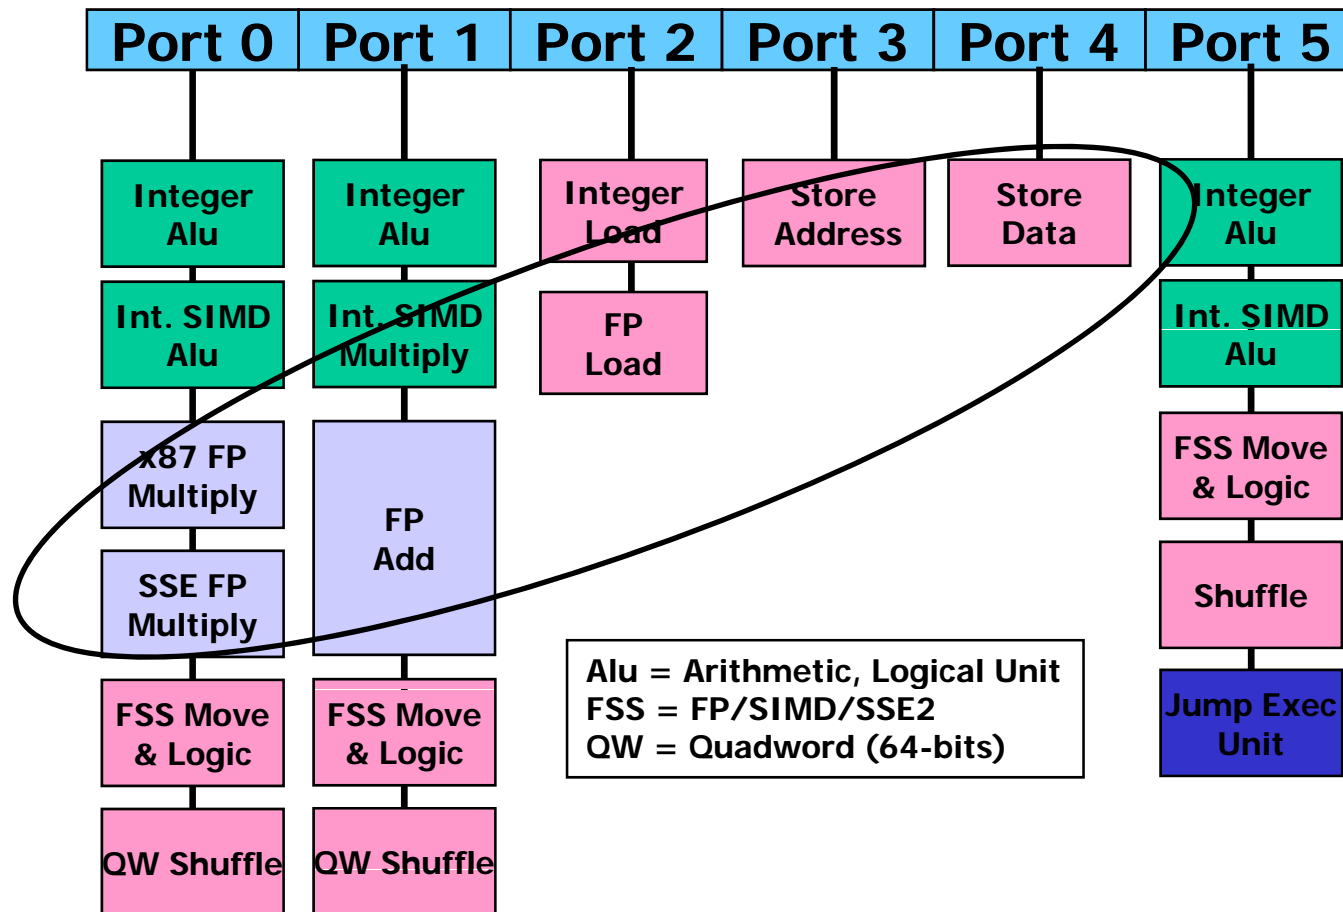 Port 0
Port 1
Port 2
Port 3
Port 4
Port 5
Integer
Alu
Int. SIMD
Alu
x87 FP
Multiply
SSE FP
Multiply
FSS Move
& Logic
QW Shuffle
Integer
Alu
Int. SIMD
Multiply
FP
Add
FSS Move
& Logic
QW Shuffle
Integer
Load
FP
Load
Store
Address
Store
Data
Integer
Alu
Int. SIMD
Alu
FSS Move
& Logic
Shuffle
Jump Exec
Unit
Alu = Arithmetic, Logical Unit
FSS = FP/SIMD/SSE2
QW = Quadword (64-bits)